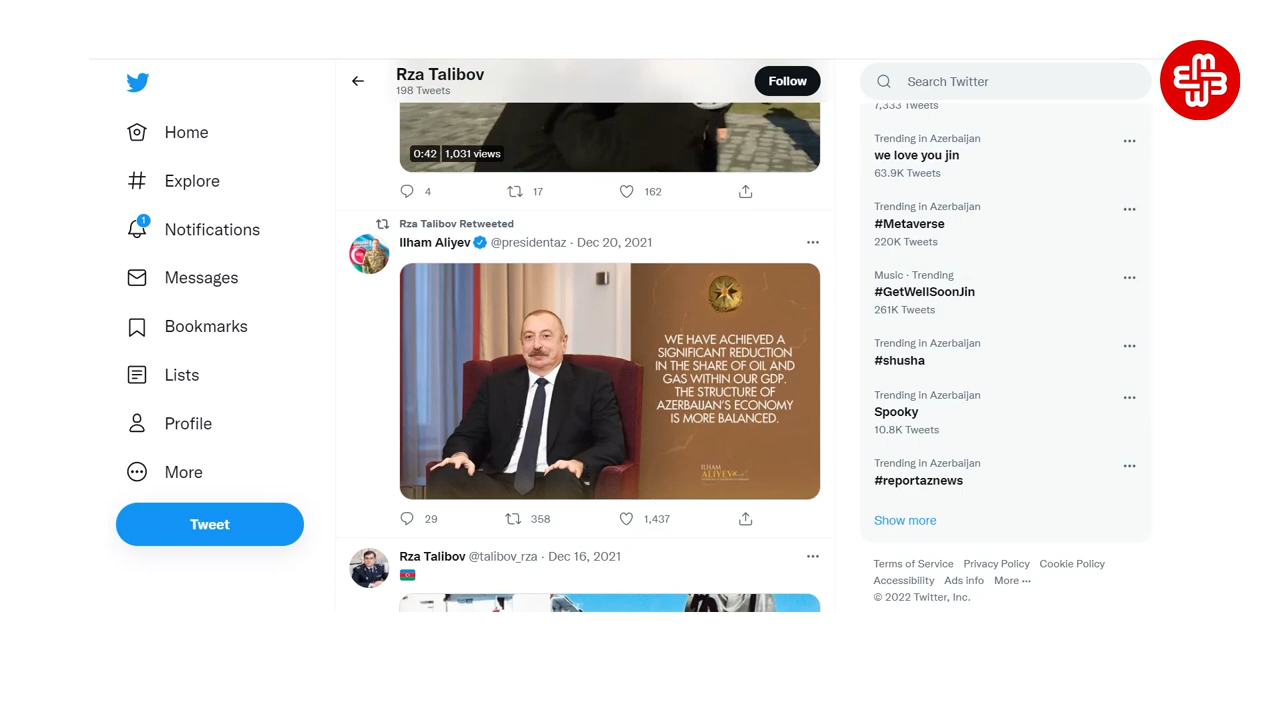 Rza Talibov
198 Tweets
Follow
Search Twitter
7,333 Tweets
Home
Explore
1
Notifications
Messages
Bookmarks
Lists
Profile
More
Tweet
0:42
1,031 views
4
17
162
Rza Talibov Retweeted
Ilham Aliyev @presidentaz · Dec 20, 2021
WE HAVE ACHIEVED A
SIGNIFICANT REDUCTION
IN THE SHARE OF OIL AND
GAS WITHIN OUR GDP.
THE STRUCTURE OF
AZERBAIJAN'S ECONOMY
IS MORE BALANCED.
ILHAM
ALIYEV
29
358
1,437
Rza Talibov @talibov_rza · Dec 16, 2021
Trending in Azerbaijan
we love you jin
63.9K Tweets
Trending in Azerbaijan
#Metaverse
220K Tweets
Music · Trending
#GetWellSoonJin
261K Tweets
Trending in Azerbaijan
#shusha
Trending in Azerbaijan
Spooky
10.8K Tweets
Trending in Azerbaijan
#reportaznews
Show more
Terms of Service Privacy Policy Cookie Policy
Accessibility Ads info More ···
© 2022 Twitter, Inc.